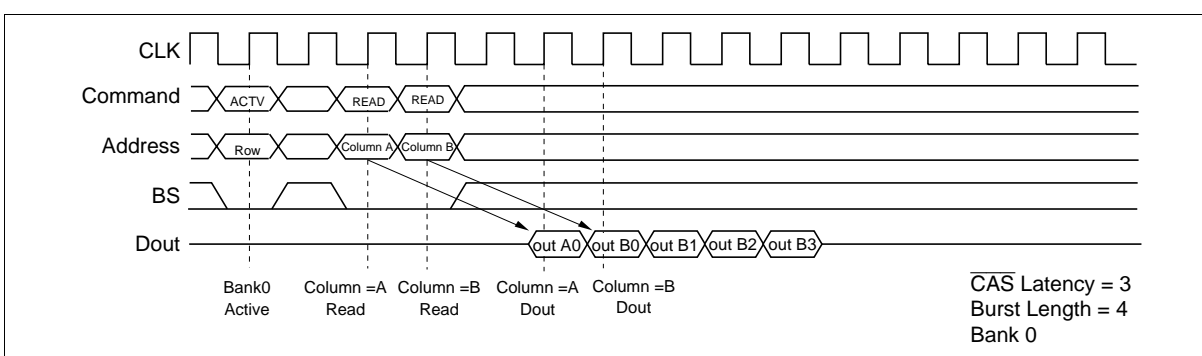 CLK
Command ACTV READ READ
Address Row Column A Column B
BS
Dout out A0 out B0 out B1 out B2 out B3
Bank0 Column =A Column =B Column =A Column =B
Active Read Read Dout Dout
CAS Latency = 3
Burst Length = 4
Bank 0